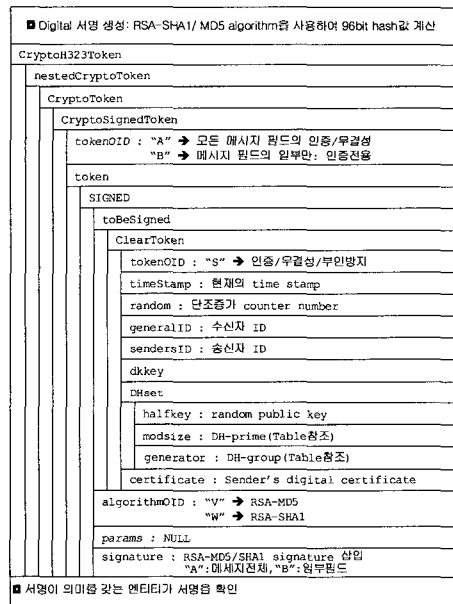 ◘ Digital 서명 생성: RSA-SHA1/ MD5 algorithm을 사용하여 96bit hash값 계산
CryptoH323Token
nestedCryptoToken
CryptoToken
CryptoSignedToken
tokenOID : "A" ➔ 모든 메시지 필드의 인증/무결성
"B" ➔ 메시지 필드의 일부만: 인증전용
token
SIGNED
toBeSigned
ClearToken
tokenOID : "S" ➔ 인증/무결성/부인방지
timeStamp : 현재의 time stamp
random : 단조증가 counter number
generalID : 수신자 ID
sendersID : 송신자 ID
dkkey
DHset
halfkey : random public key
modsize : DH-prime(Table참조)
generator : DH-group(Table참조)
certificate : Sender's digital certificate
algorithmOID : "V" ➔ RSA-MD5
"W" ➔ RSA-SHA1
params : NULL
signature : RSA-MD5/SHA1 signature 삽입
"A":메세지전체,"B":일부필드
◘ 서명이 의미를 갖는 엔티티가 서명을 확인